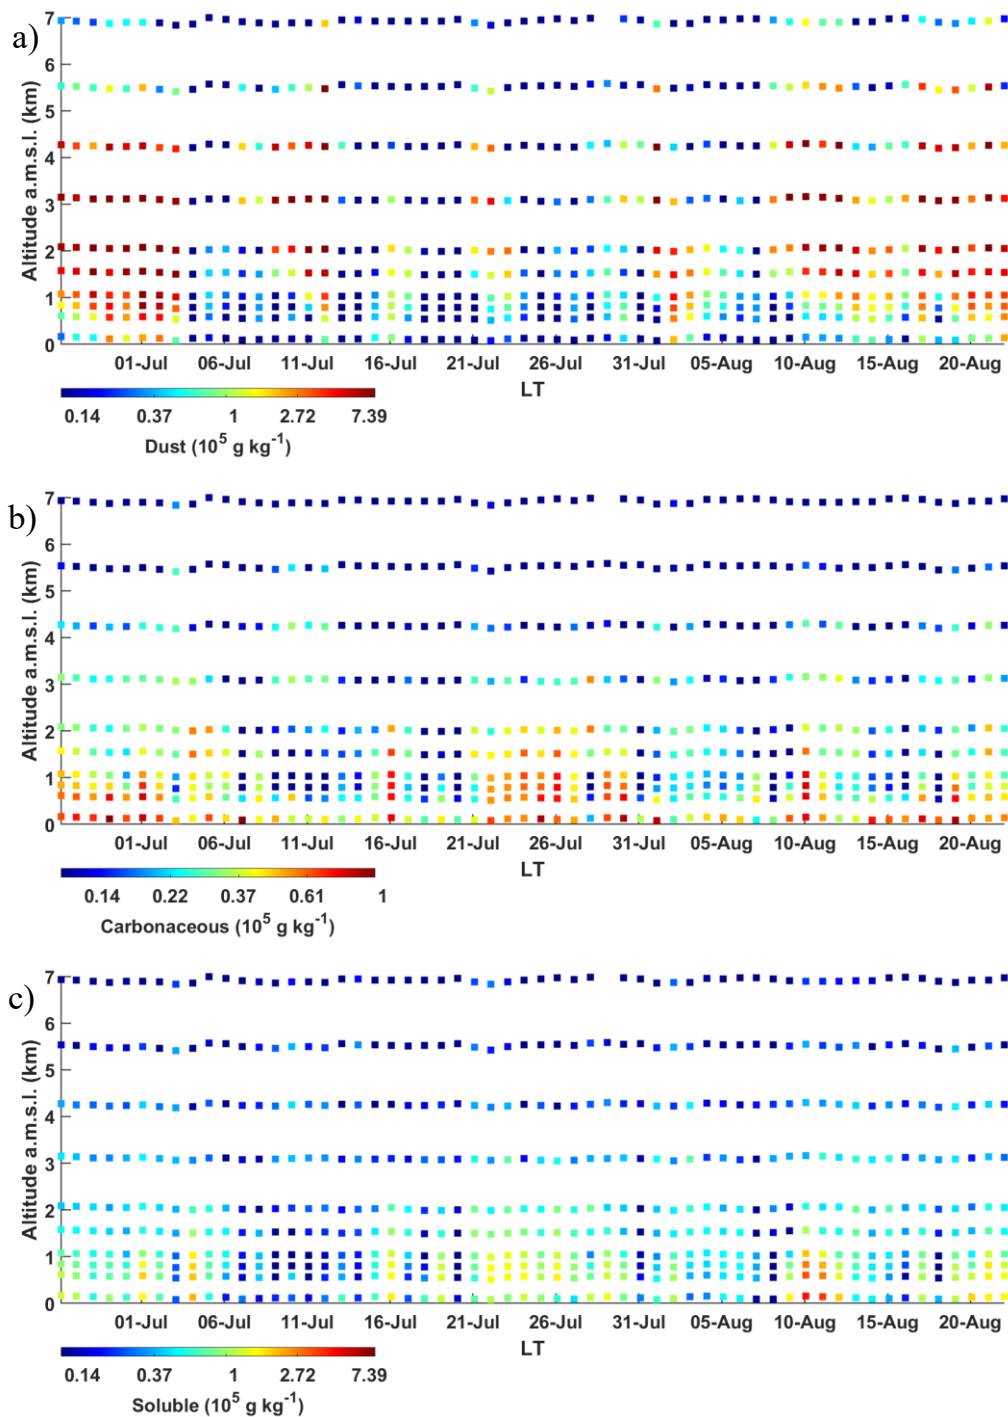 a)
7
6
5
4
3
2
1
0
Altitude a.m.s.l. (km)
01-Jul 06-Jul 11-Jul 16-Jul 21-Jul 26-Jul 31-Jul 05-Aug 10-Aug 15-Aug 20-Aug
LT
0.14 0.37 1 2.72 7.39
Dust (10⁵ g kg⁻¹)
b)
7
6
5
4
3
2
1
0
Altitude a.m.s.l. (km)
01-Jul 06-Jul 11-Jul 16-Jul 21-Jul 26-Jul 31-Jul 05-Aug 10-Aug 15-Aug 20-Aug
LT
0.14 0.22 0.37 0.61 1
Carbonaceous (10⁵ g kg⁻¹)
c)
7
6
5
4
3
2
1
0
Altitude a.m.s.l. (km)
01-Jul 06-Jul 11-Jul 16-Jul 21-Jul 26-Jul 31-Jul 05-Aug 10-Aug 15-Aug 20-Aug
LT
0.14 0.37 1 2.72 7.39
Soluble (10⁵ g kg⁻¹)